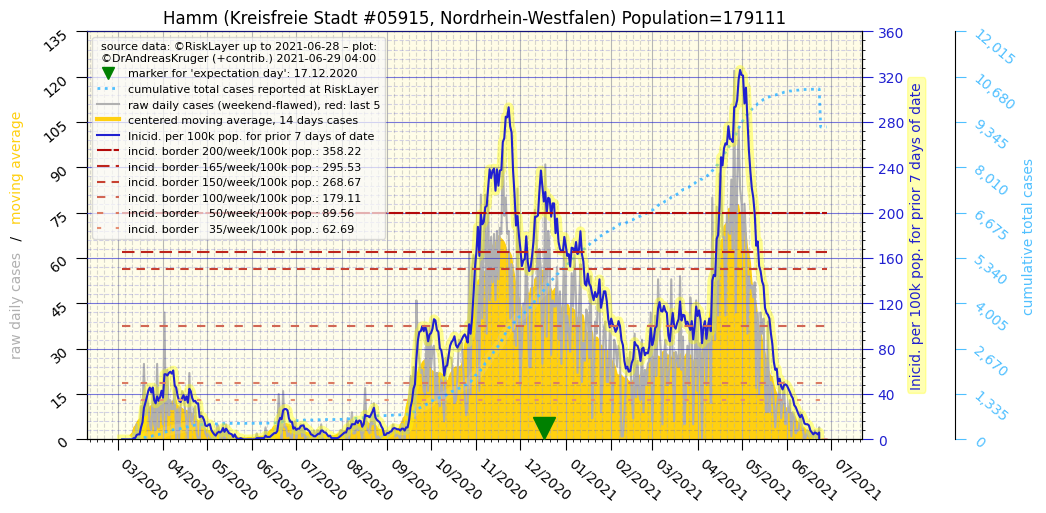 Hamm (Kreisfreie Stadt #05915, Nordrhein-Westfalen) Population=179111
source data: ©RiskLayer up to 2021-06-28 – plot:
©DrAndreasKruger (+contrib.) 2021-06-29 04:00
marker for 'expectation day': 17.12.2020
cumulative total cases reported at RiskLayer
raw daily cases (weekend-flawed), red: last 5
centered moving average, 14 days cases
Inicid. per 100k pop. for prior 7 days of date
incid. border 200/week/100k pop.: 358.22
incid. border 165/week/100k pop.: 295.53
incid. border 150/week/100k pop.: 268.67
incid. border 100/week/100k pop.: 179.11
incid. border 50/week/100k pop.: 89.56
incid. border 35/week/100k pop.: 62.69
raw daily cases / moving average
135
120
105
90
75
60
45
30
15
0
360
320
280
240
200
160
120
80
40
0
Inicid. per 100k pop. for prior 7 days of date
12,015
10,680
9,345
8,010
6,675
5,340
4,005
2,670
1,335
0
cumulative total cases
03/2020
04/2020
05/2020
06/2020
07/2020
08/2020
09/2020
10/2020
11/2020
12/2020
01/2021
02/2021
03/2021
04/2021
05/2021
06/2021
07/2021